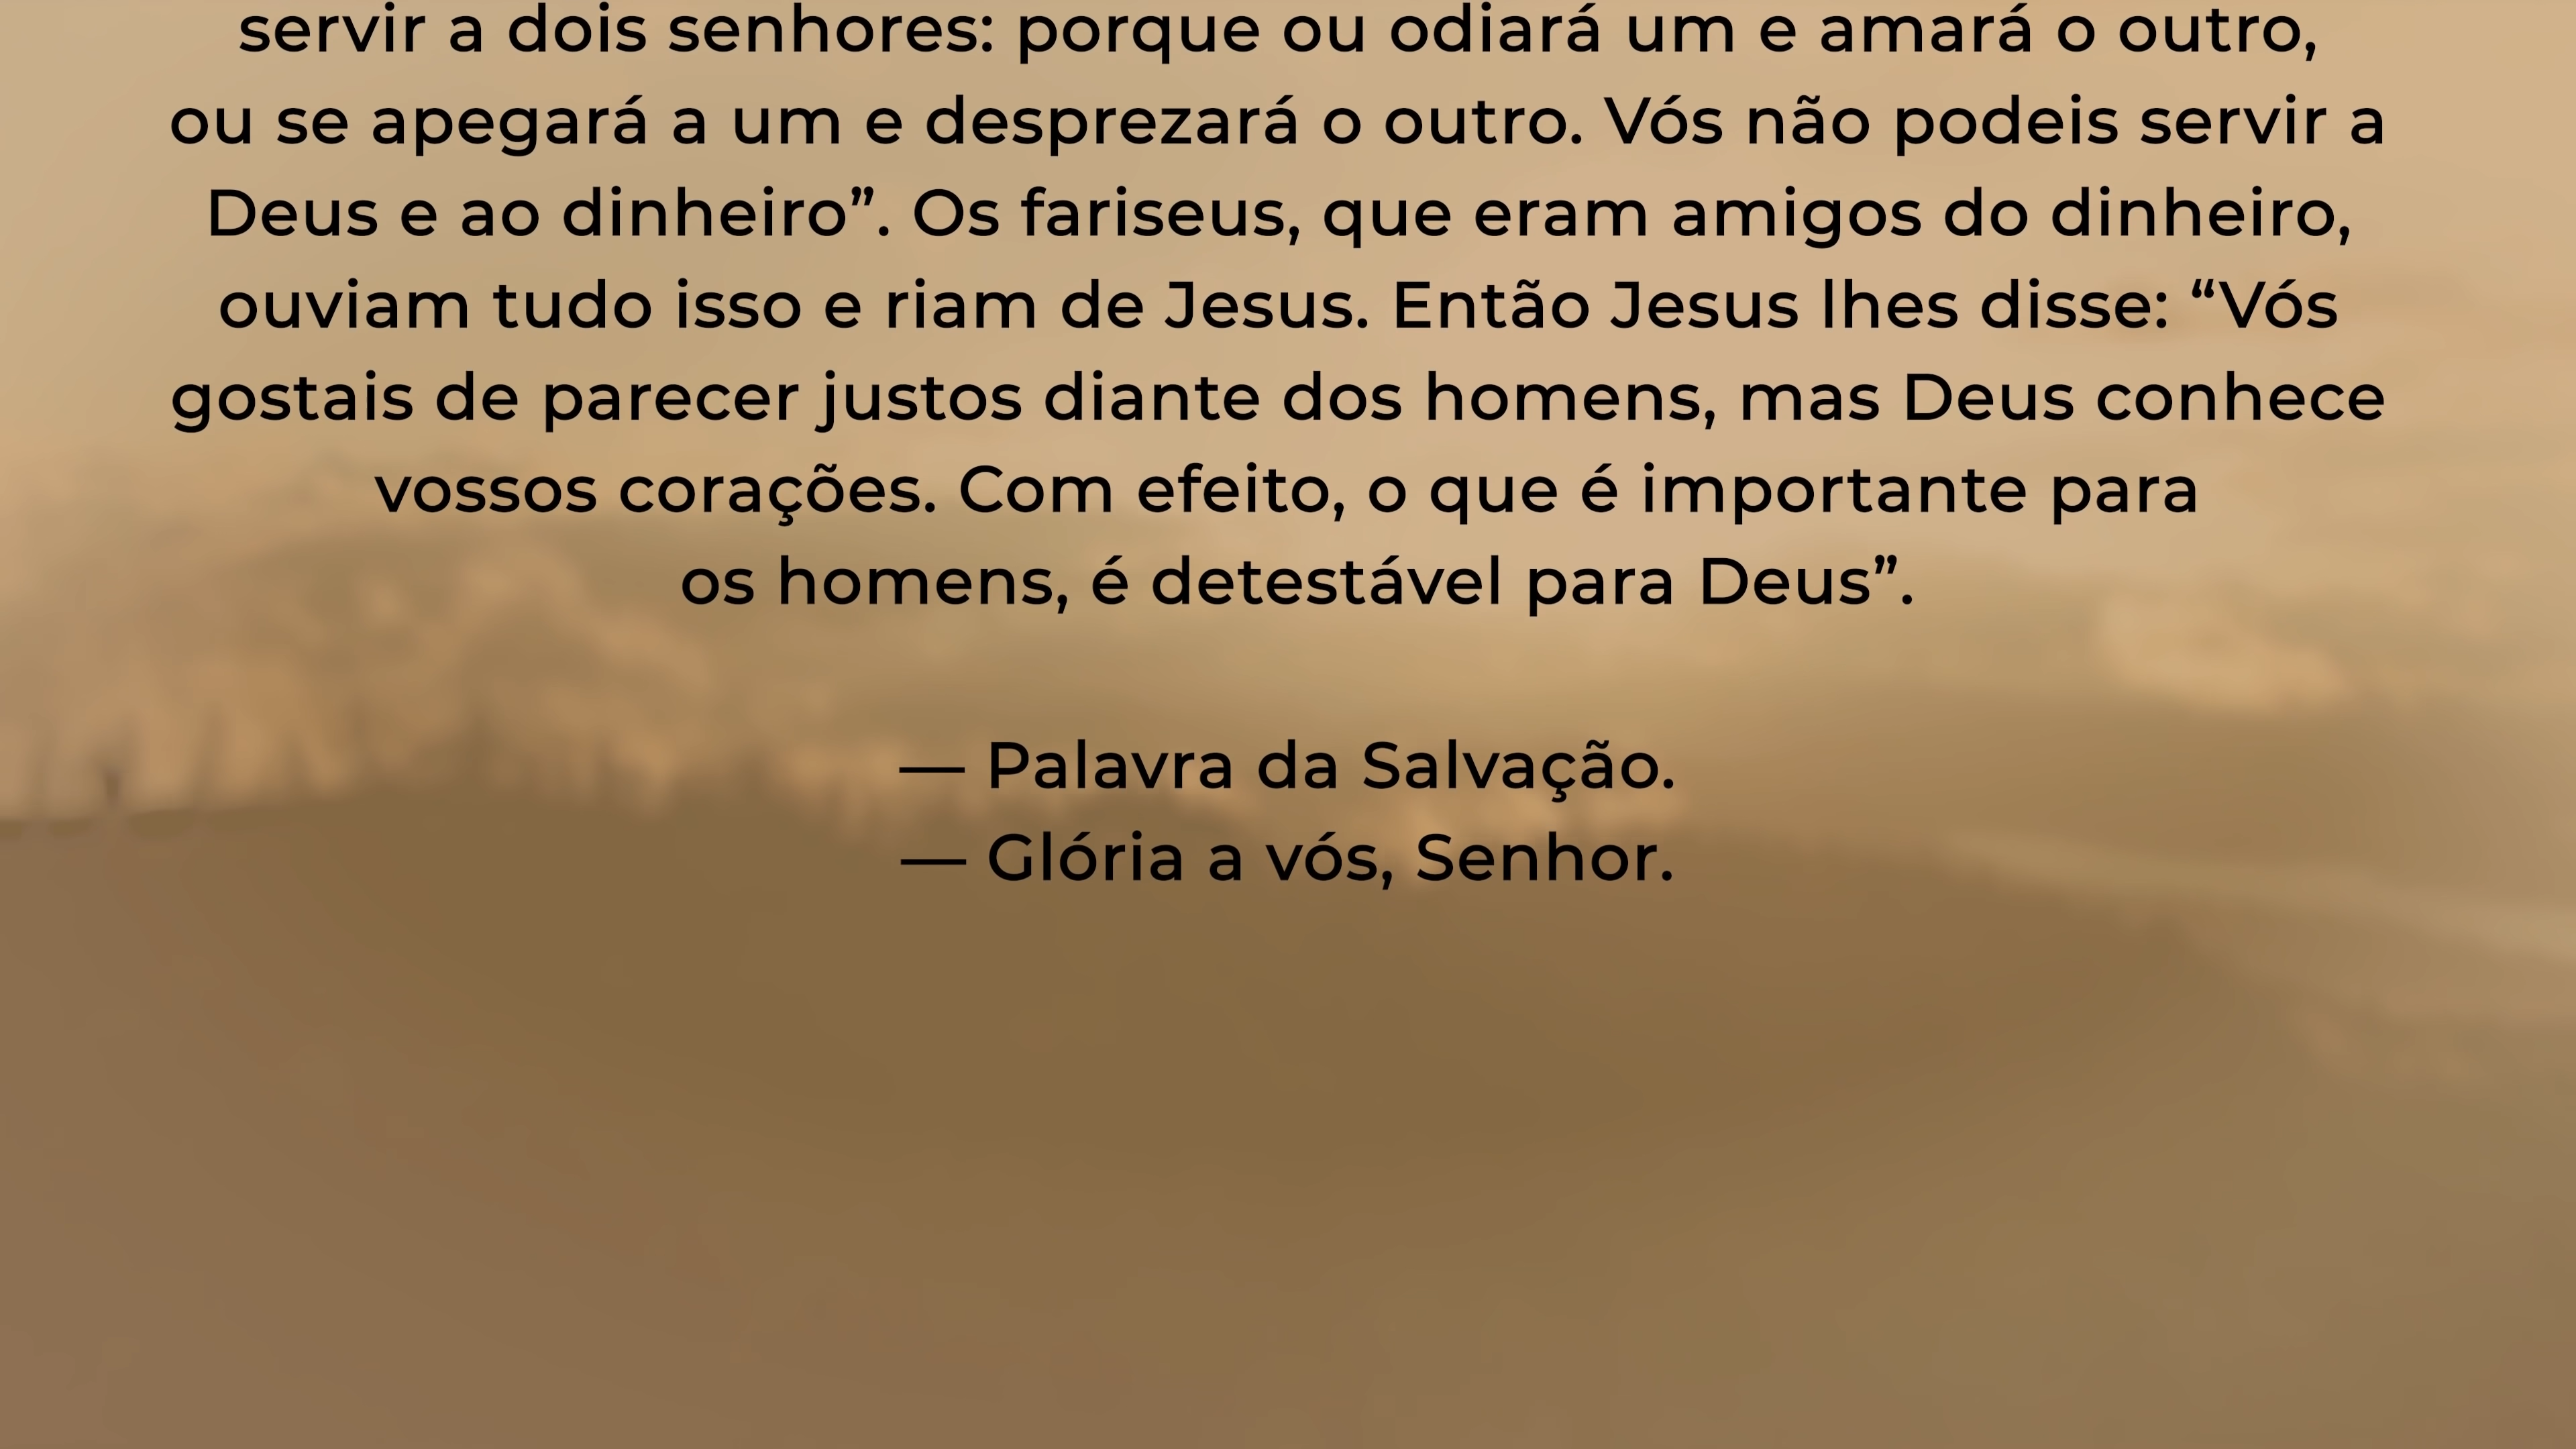 servir a dois senhores: porque ou odiará um e amará o outro,
ou se apegará a um e desprezará o outro. Vós não podeis servir a
Deus e ao dinheiro”. Os fariseus, que eram amigos do dinheiro,
ouviam tudo isso e riam de Jesus. Então Jesus lhes disse: “Vós
gostais de parecer justos diante dos homens, mas Deus conhece
vossos corações. Com efeito, o que é importante para
os homens, é detestável para Deus”.
— Palavra da Salvação.
— Glória a vós, Senhor.